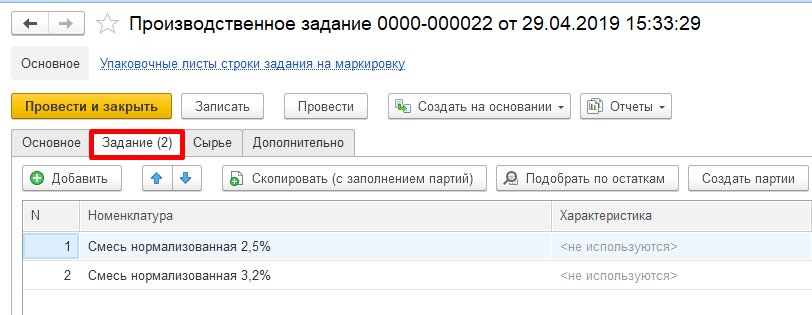 Производственное задание 0000-000022 от 29.04.2019 15:33:29
Основное Упаковочные листы строки задания на маркировку
Провести и закрыть Записать Провести Создать на основании Отчеты
Основное Задание (2) Сырье Дополнительно
Добавить Скопировать (с заполнением партий) Подобрать по остаткам Создать партии
N Номенклатура Характеристика
1 Смесь нормализованная 2,5% <не используются>
2 Смесь нормализованная 3,2% <не используются>